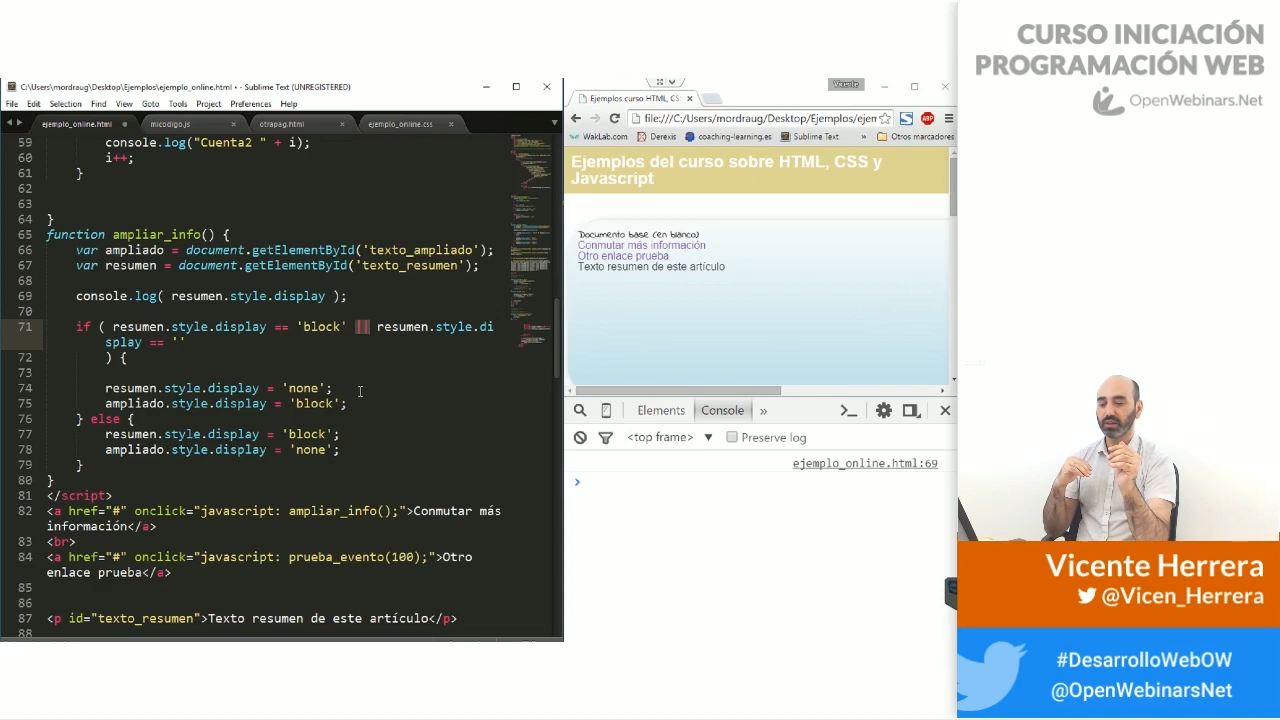 CURSO INICIACIÓN
PROGRAMACIÓN WEB
OpenWebinars.Net
C:\Users\mordraug\Desktop\Ejemplos\ejemplo_online.html • - Sublime Text (UNREGISTERED)
File Edit Selection Find View Goto Tools Project Preferences Help
ejemplo_online.html micodigo.js otrapag.html ejemplo_online.css
59 console.log("Cuenta2 " + i);
60 i++;
61 }
62
63
64 }
65 function ampliar_info() {
66 var ampliado = document.getElementById('texto_ampliado');
67 var resumen = document.getElementById('texto_resumen');
68
69 console.log( resumen.style.display );
70
71 if ( resumen.style.display == 'block' || resumen.style.di
splay == ''
72 ) {
73
74 resumen.style.display = 'none';
75 ampliado.style.display = 'block';
76 } else {
77 resumen.style.display = 'block';
78 ampliado.style.display = 'none';
79 }
80 }
81 </script>
82 <a href="#" onclick="javascript: ampliar_info();">Conmutar más
información</a>
83 <br>
84 <a href="#" onclick="javascript: prueba_evento(100);">Otro
enlace prueba</a>
85
86
87 <p id="texto_resumen">Texto resumen de este artículo</p>
88
Vicente
Ejemplos curso HTML, CS
file:///C:/Users/mordraug/Desktop/Ejemplos/ejem
ABP
WakLab.com Derexis coaching-learning.es Sublime Text » Otros marcadores
Ejemplos del curso sobre HTML, CSS y
Javascript
Documento base (en blanco)
Conmutar más información
Otro enlace prueba
Texto resumen de este artículo
Elements Console »
<top frame> Preserve log
ejemplo_online.html:69
Vicente Herrera
@Vicen_Herrera
#DesarrolloWebOW
@OpenWebinarsNet